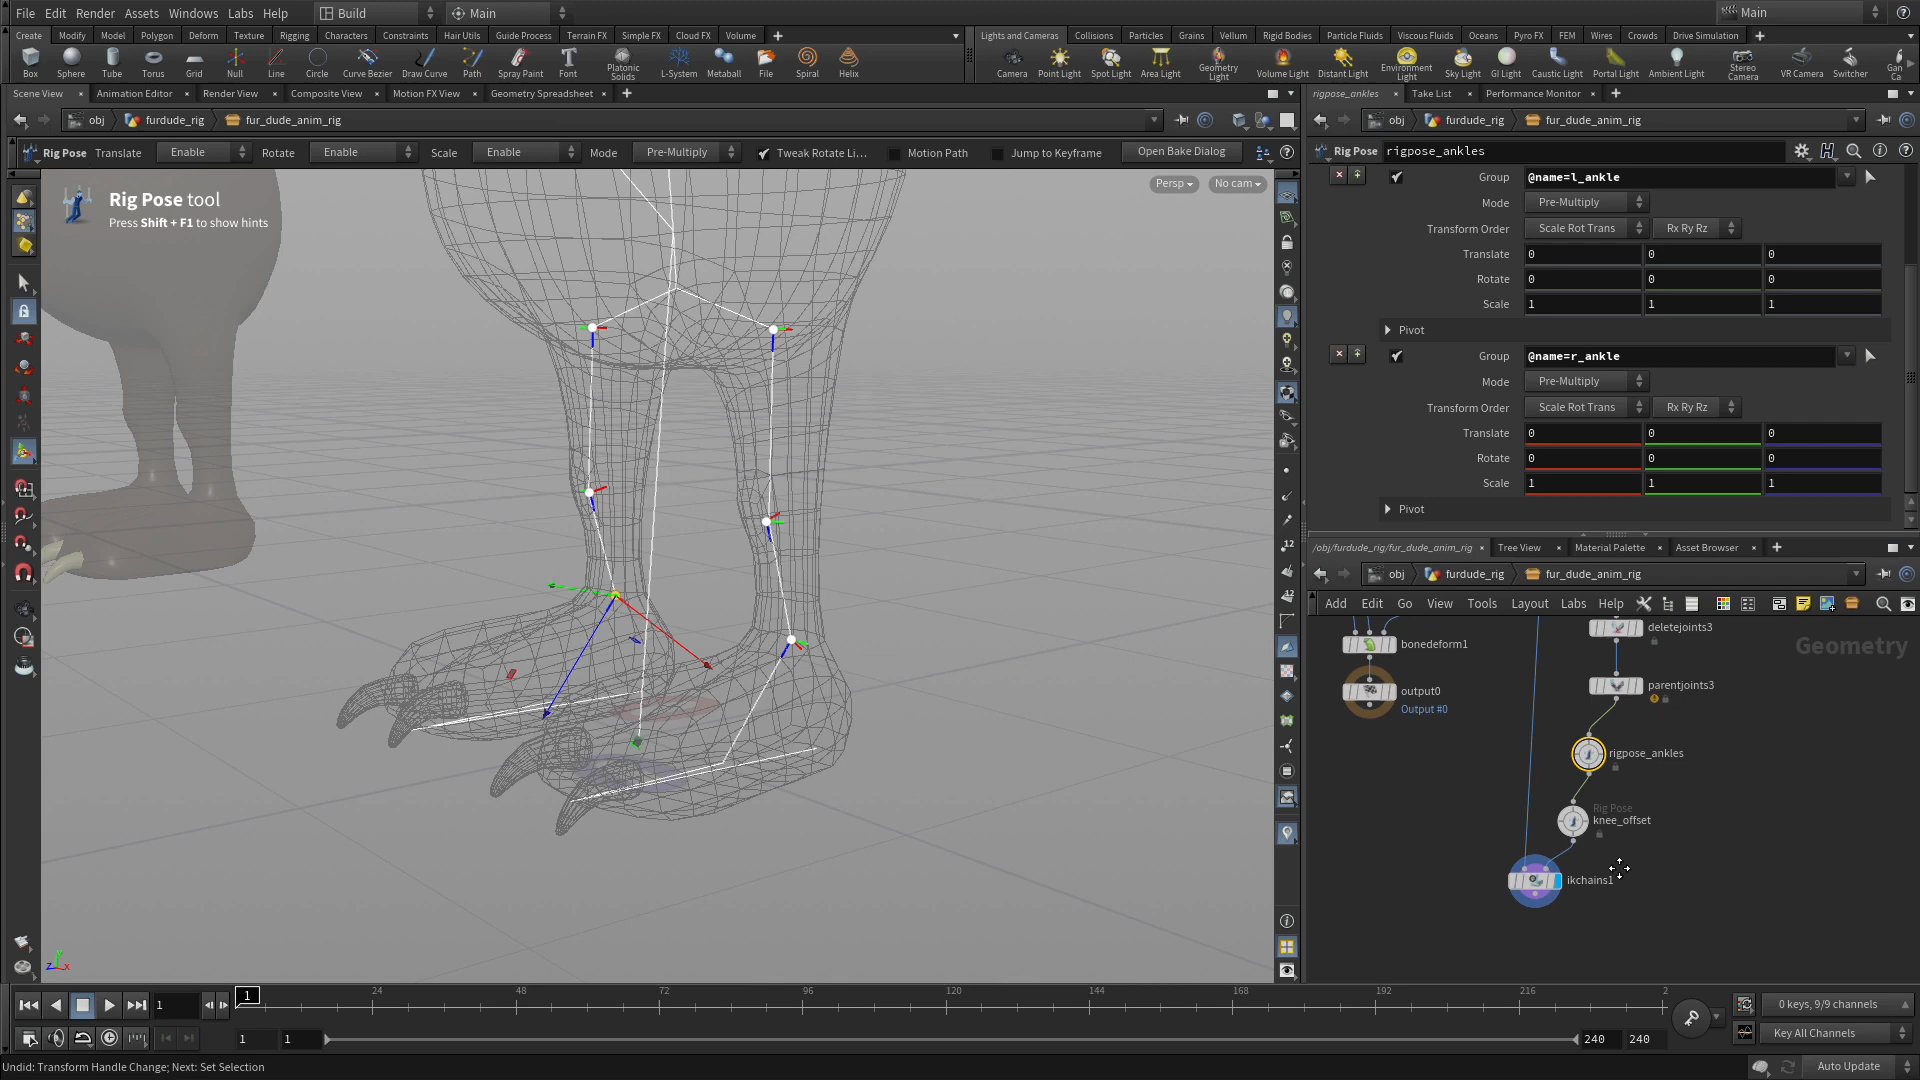 File Edit Render Assets Windows Labs Help Build Main Main
Create Modify Model Polygon Deform Texture Rigging Characters Constraints Hair Utils Guide Process Terrain FX Simple FX Cloud FX Volume
Lights and Cameras Collisions Particles Grains Vellum Rigid Bodies Particle Fluids Viscous Fluids Oceans Pyro FX FEM Wires Crowds Drive Simulation
Box Sphere Tube Torus Grid Null Line Circle Curve Bezier Draw Curve Path Spray Paint Font Platonic Solids L-System Metaball File Spiral Helix
Camera Point Light Spot Light Area Light Geometry Light Volume Light Distant Light Environment Light Sky Light GI Light Caustic Light Portal Light Ambient Light Stereo Camera VR Camera Switcher Gan Ca
Scene View Animation Editor Render View Composite View Motion FX View Geometry Spreadsheet
rigpose_ankles Take List Performance Monitor
obj furdude_rig fur_dude_anim_rig
obj furdude_rig fur_dude_anim_rig
Rig Pose Translate Enable Rotate Enable Scale Enable Mode Pre-Multiply Tweak Rotate Li... Motion Path Jump to Keyframe Open Bake Dialog
Rig Pose rigpose_ankles
Persp No cam
Rig Pose tool
Press Shift + F1 to show hints
Group @name=l_ankle
Mode Pre-Multiply
Transform Order Scale Rot Trans Rx Ry Rz
Translate 0 0 0
Rotate 0 0 0
Scale 1 1 1
Pivot
Group @name=r_ankle
Mode Pre-Multiply
Transform Order Scale Rot Trans Rx Ry Rz
Translate 0 0 0
Rotate 0 0 0
Scale 1 1 1
Pivot
/obj/furdude_rig/fur_dude_anim_rig Tree View Material Palette Asset Browser
obj furdude_rig fur_dude_anim_rig
Add Edit Go View Tools Layout Labs Help
Geometry
deletejoints3
bonedeform1
parentjoints3
output0
Output #0
rigpose_ankles
Rig Pose
knee_offset
ikchains1
12
12
z y x
1 1 24 48 72 96 120 144 168 192 216 2
0 keys, 9/9 channels
1 1 240 240
Key All Channels
Undid: Transform Handle Change; Next: Set Selection
Auto Update